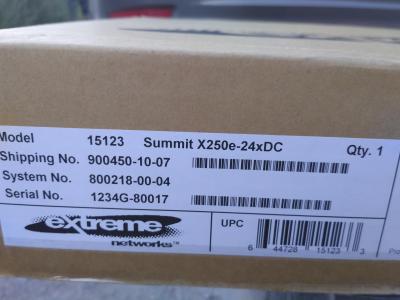 Model 15123 Summit X250e-24xDC Qty. 1
Shipping No. 900450-10-07
System No. 800218-00-04
Serial No. 1234G-80017
extreme
networks™
UPC
6 44728 15123 3